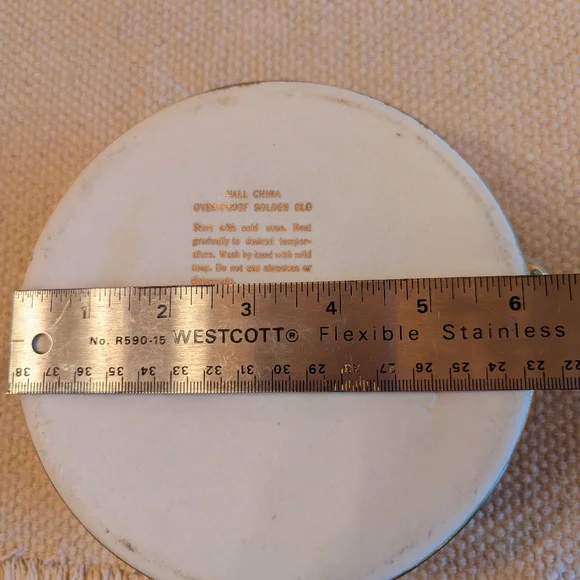 HALL CHINA
OVEN-PROOF GOLDEN GLO
Start with cold oven. Heat
gradually to desired temper-
ature. Wash by hand with mild
soap. Do not use abrasives or
1 2 3 4 5 6
No. R590-15 WESTCOTT® Flexible Stainless
38 37 36 35 34 33 32 31 30 29 28 27 26 25 24 23 22